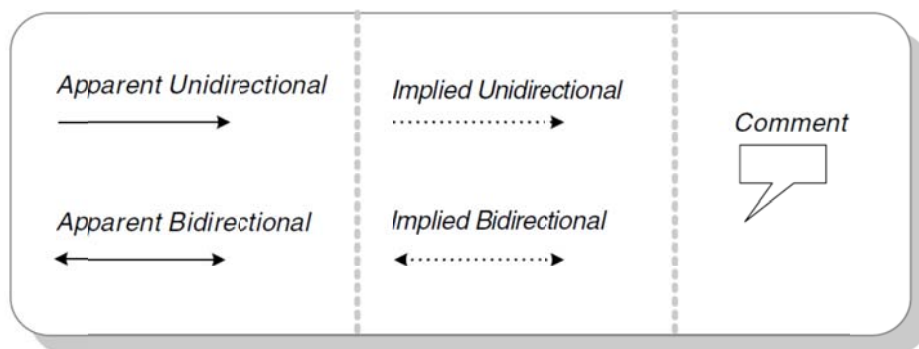 Apparent Unidirectional
Apparent Bidirectional
Implied Unidirectional
Implied Bidirectional
Comment